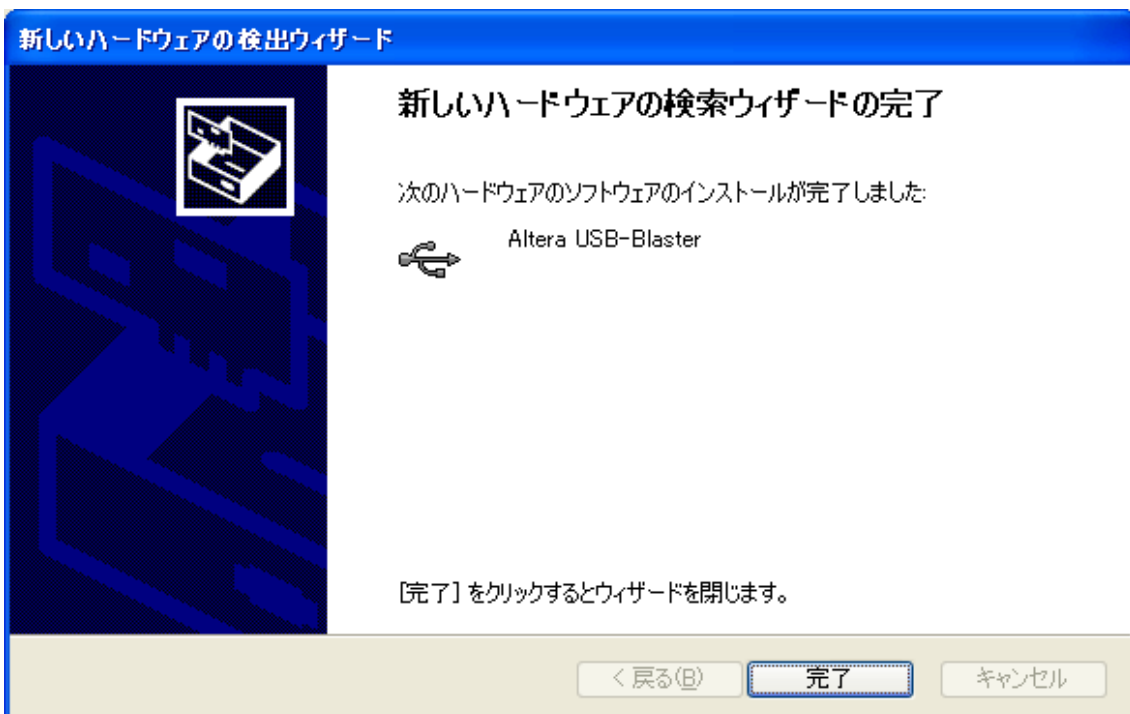 新しいハードウェアの検出ウィザード
新しいハードウェアの検索ウィザードの完了
次のハードウェアのソフトウェアのインストールが完了しました:
Altera USB-Blaster
[完了] をクリックするとウィザードを閉じます。
< 戻る(B)
完了
キャンセル